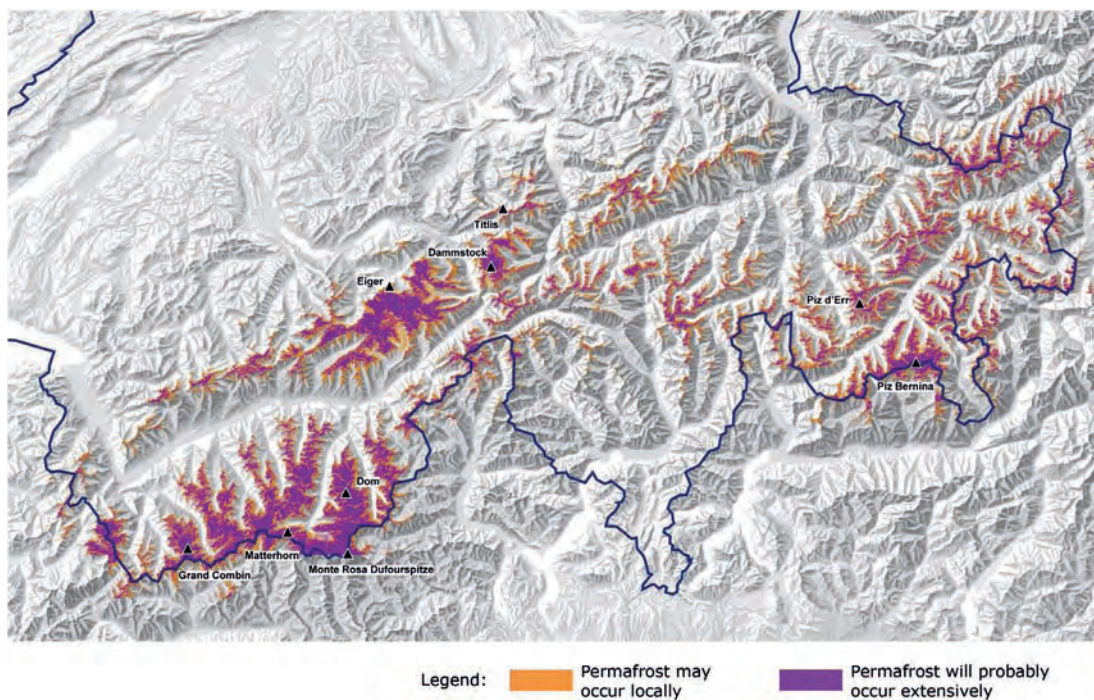 Titlis
Dammstock
Eiger
Piz d'Err
Piz Bernina
Dom
Matterhorn
Grand Combin
Monte Rosa Dufourspitze
Legend:
Permafrost may
occur locally
Permafrost will probably
occur extensively